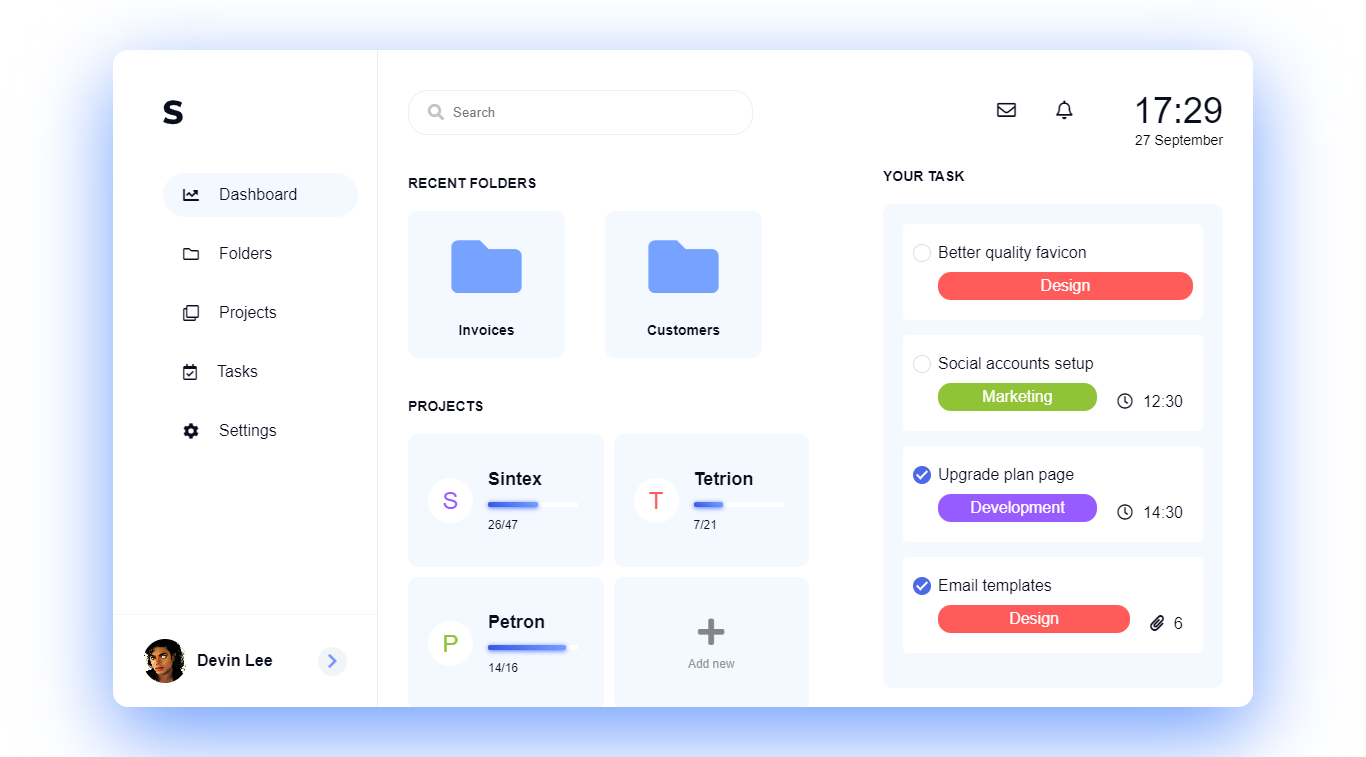 S
Dashboard
Folders
Projects
Tasks
Settings
Devin Lee
Search
17:29
27 September
RECENT FOLDERS
Invoices
Customers
PROJECTS
S
Sintex
26/47
T
Tetrion
7/21
P
Petron
14/16
Add new
YOUR TASK
Better quality favicon
Design
Social accounts setup
Marketing
12:30
Upgrade plan page
Development
14:30
Email templates
Design
6